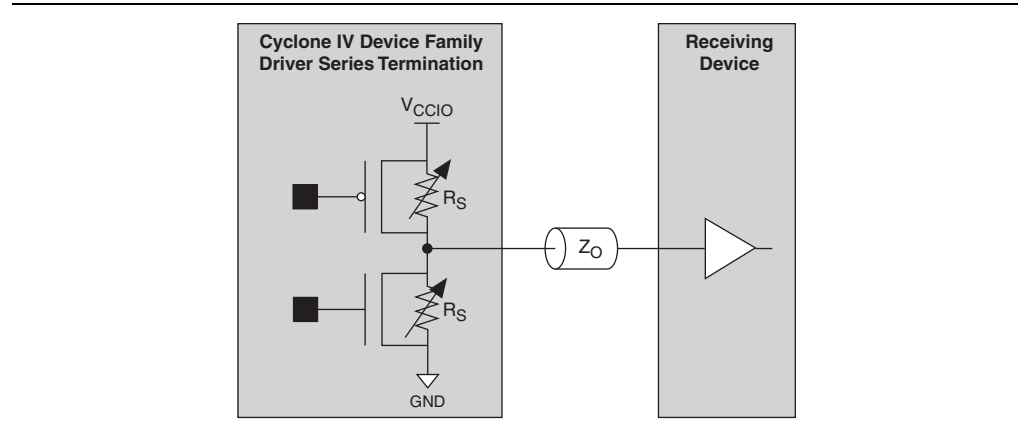 Cyclone IV Device Family
Driver Series Termination
Receiving
Device
VCCIO
RS
ZO
RS
GND